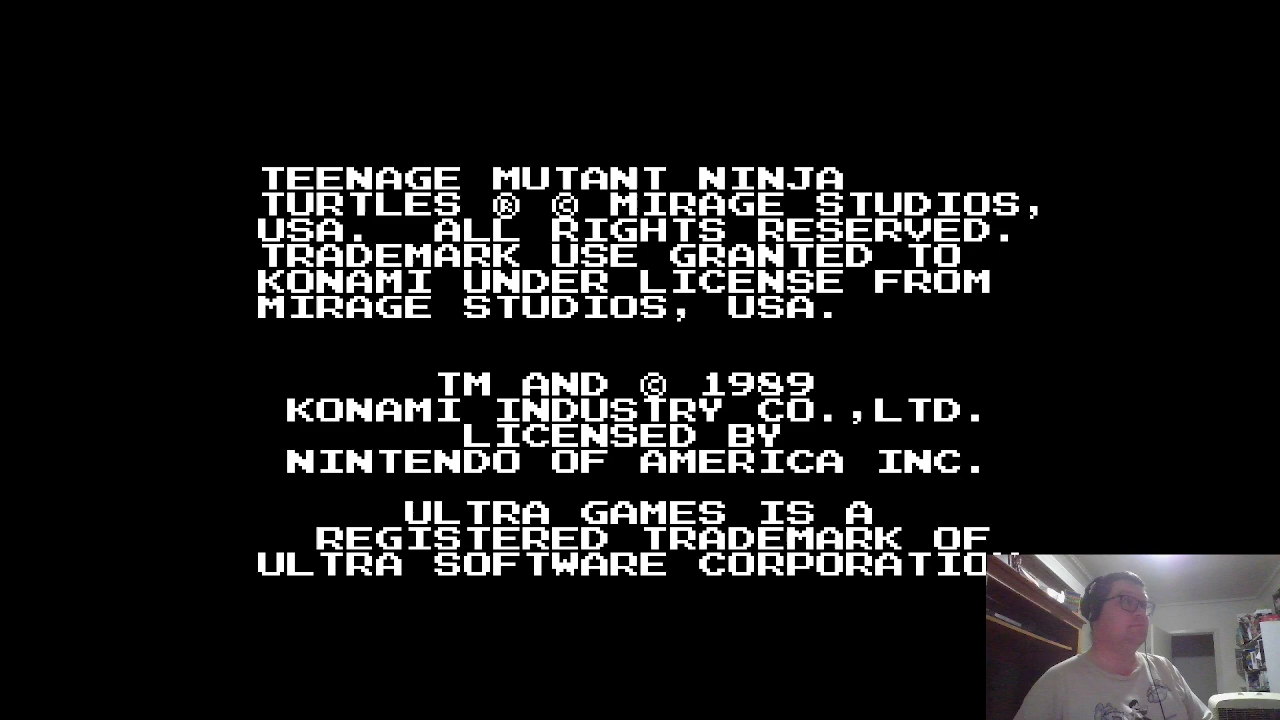 TEENAGE MUTANT NINJA
TURTLES ® © MIRAGE STUDIOS,
USA. ALL RIGHTS RESERVED.
TRADEMARK USE GRANTED TO
KONAMI UNDER LICENSE FROM
MIRAGE STUDIOS, USA.
TM AND © 1989
KONAMI INDUSTRY CO.,LTD.
LICENSED BY
NINTENDO OF AMERICA INC.
ULTRA GAMES IS A
REGISTERED TRADEMARK OF
ULTRA SOFTWARE CORPORATION